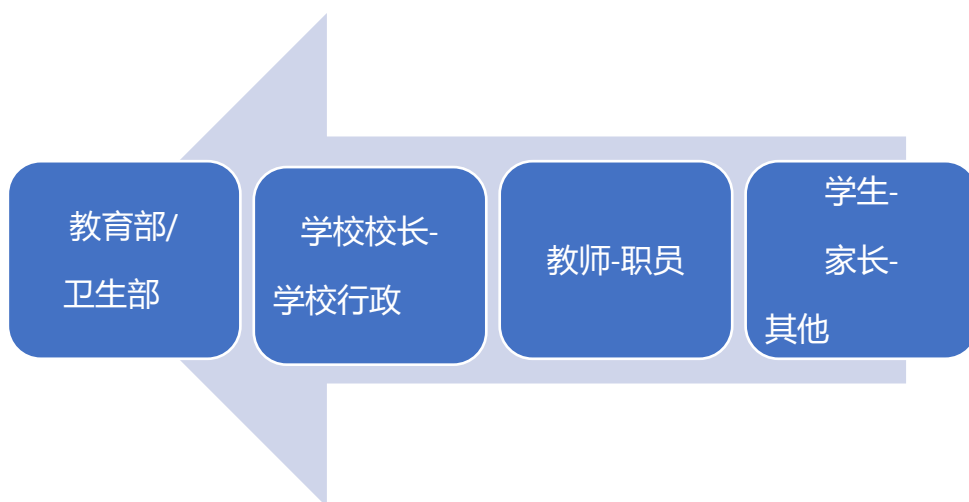 教育部/
卫生部
学校校长-
学校行政
教师-职员
学生-
家长-
其他